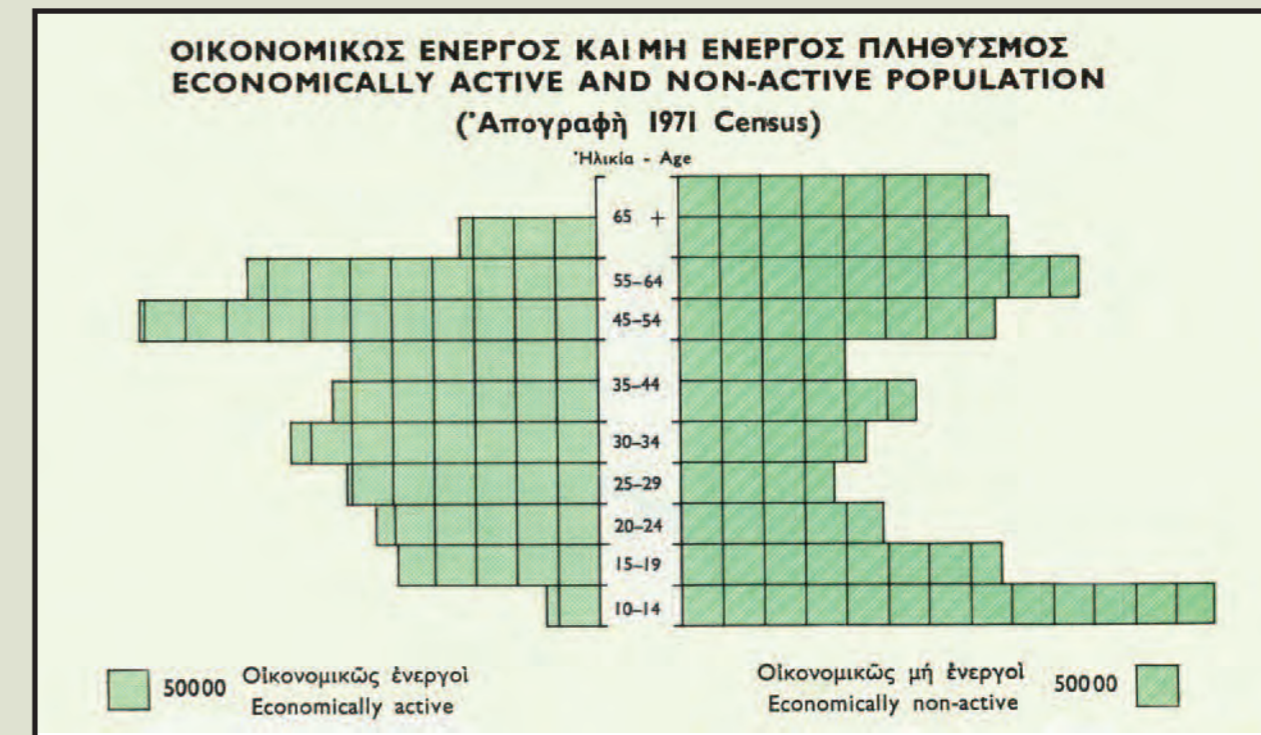 ΟΙΚΟΝΟΜΙΚΩΣ ΕΝΕΡΓΟΣ ΚΑΙ ΜΗ ΕΝΕΡΓΟΣ ΠΛΗΘΥΣΜΟΣ
ECONOMICALLY ACTIVE AND NON-ACTIVE POPULATION
(Ἀπογραφὴ 1971 Census)
Ἡλικία - Age
65 +
55–64
45–54
35–44
30–34
25–29
20–24
15–19
10–14
50000 Οἰκονομικῶς ἐνεργοὶ
Economically active
Οἰκονομικῶς μή ἐνεργοὶ 50000
Economically non-active